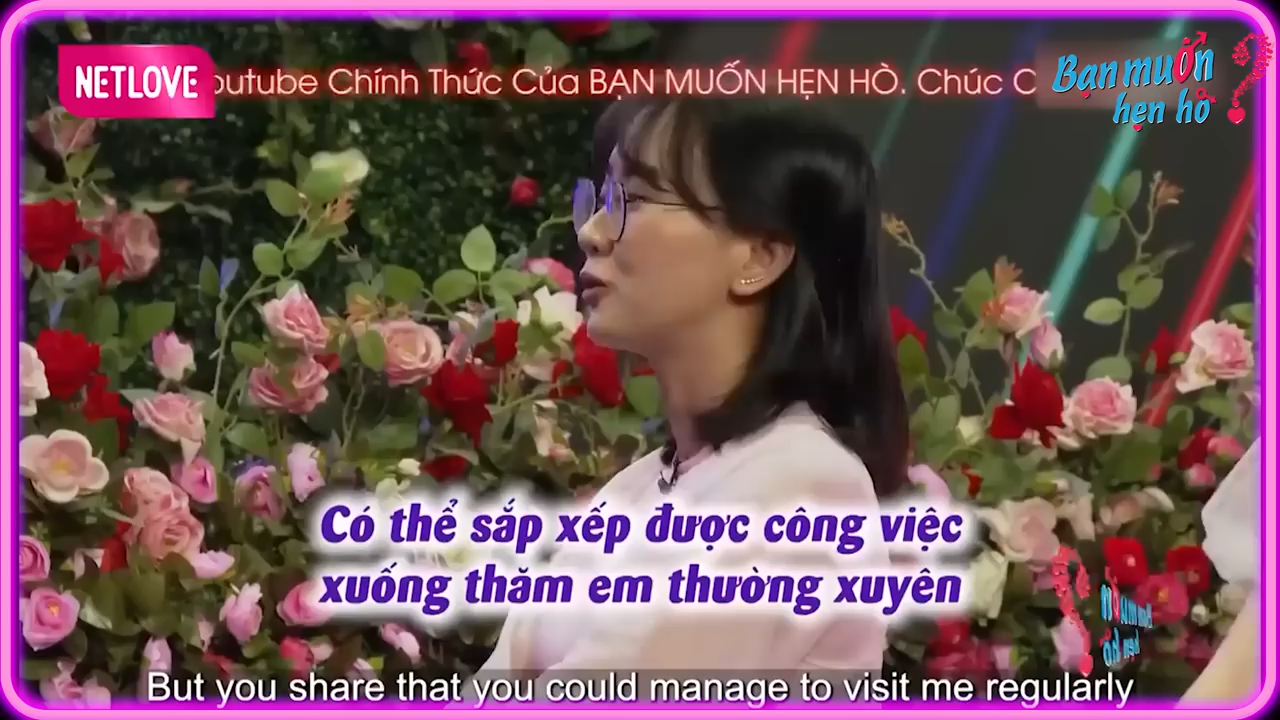 NETLOVE
outube Chính Thức Của BẠN MUỐN HẸN HÒ. Chúc C
Bạn muốn
hẹn hò
Có thể sắp xếp được công việc
xuống thăm em thường xuyên
But you share that you could manage to visit me regularly